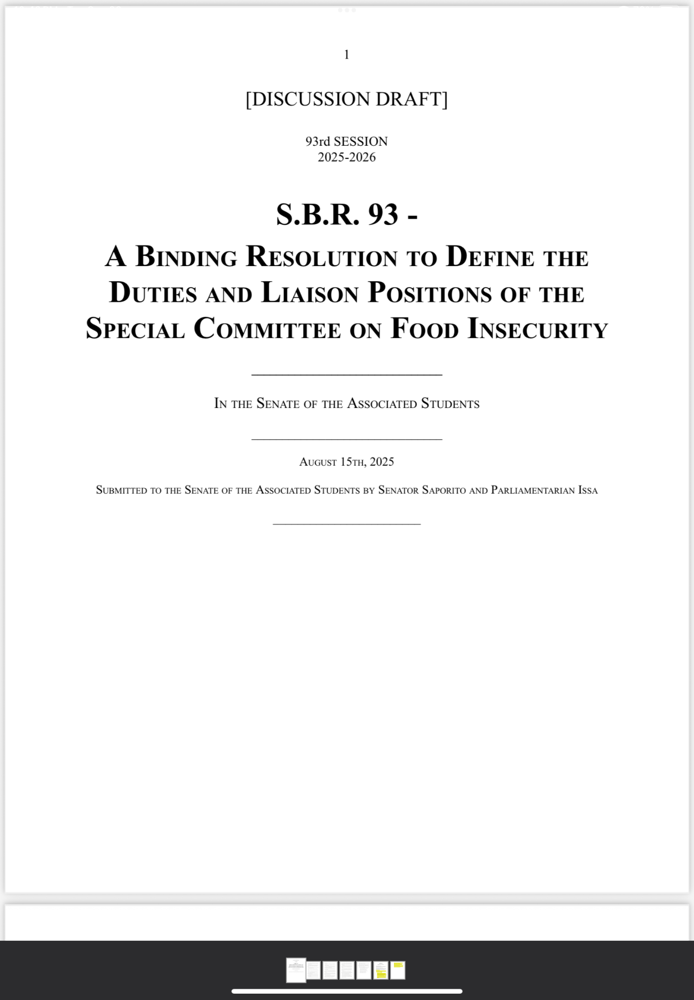 1
[DISCUSSION DRAFT]
93rd SESSION
2025-2026
S.B.R. 93 -
A Binding Resolution to Define the
Duties and Liaison Positions of the
Special Committee on Food Insecurity
In the Senate of the Associated Students
August 15th, 2025
Submitted to the Senate of the Associated Students by Senator Saporito and Parliamentarian Issa